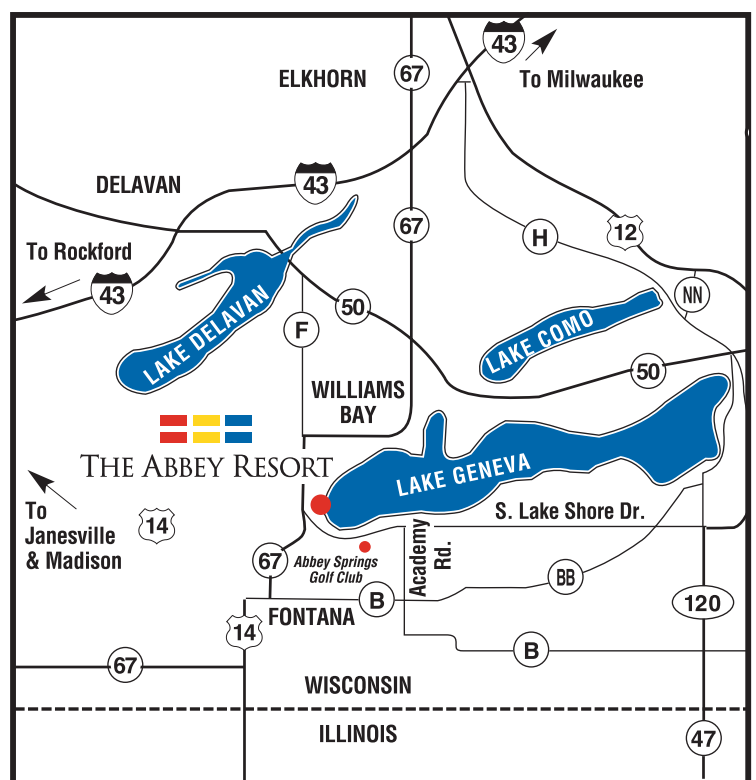 43
ELKHORN
67
To Milwaukee
DELAVAN
43
67
H
12
To Rockford
43
NN
50
F
LAKE DELAVAN
LAKE COMO
50
WILLIAMS
BAY
THE ABBEY RESORT
LAKE GENEVA
To
Janesville
& Madison
14
S. Lake Shore Dr.
Academy
Rd.
67
Abbey Springs
Golf Club
BB
B
120
FONTANA
14
B
67
WISCONSIN
ILLINOIS
47